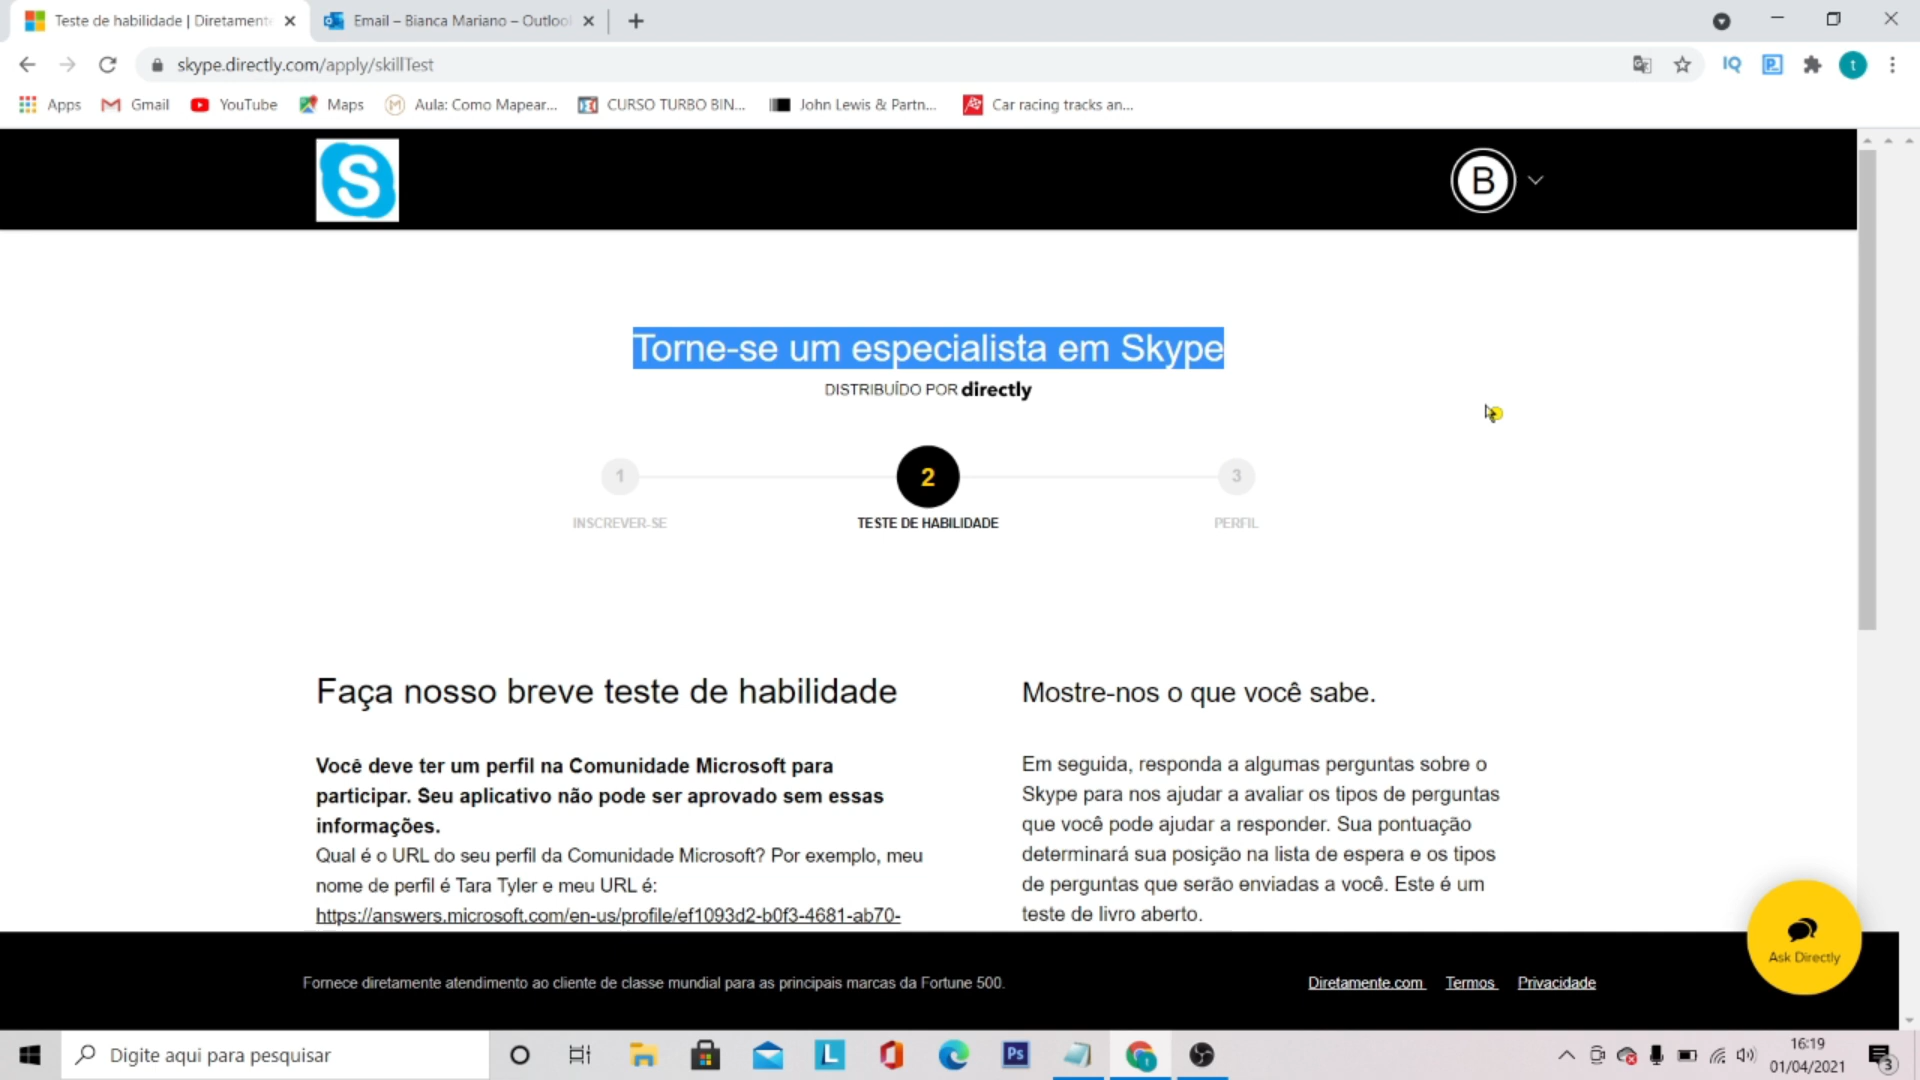 Teste de habilidade | Diretamente
Email – Bianca Mariano – Outlook
skype.directly.com/apply/skillTest
IQ
t
Apps
Gmail
YouTube
Maps
Aula: Como Mapear...
CURSO TURBO BIN...
John Lewis & Partn...
Car racing tracks an...
S
B
Torne-se um especialista em Skype
DISTRIBUÍDO POR directly
1
2
3
INSCREVER-SE
TESTE DE HABILIDADE
PERFIL
Faça nosso breve teste de habilidade
Você deve ter um perfil na Comunidade Microsoft para
participar. Seu aplicativo não pode ser aprovado sem essas
informações.
Qual é o URL do seu perfil da Comunidade Microsoft? Por exemplo, meu
nome de perfil é Tara Tyler e meu URL é:
https://answers.microsoft.com/en-us/profile/ef1093d2-b0f3-4681-ab70-
Mostre-nos o que você sabe.
Em seguida, responda a algumas perguntas sobre o
Skype para nos ajudar a avaliar os tipos de perguntas
que você pode ajudar a responder. Sua pontuação
determinará sua posição na lista de espera e os tipos
de perguntas que serão enviadas a você. Este é um
teste de livro aberto.
Ask Directly
Fornece diretamente atendimento ao cliente de classe mundial para as principais marcas da Fortune 500.
Diretamente.com
Termos
Privacidade
Digite aqui para pesquisar
L
Ps
16:19
01/04/2021
3